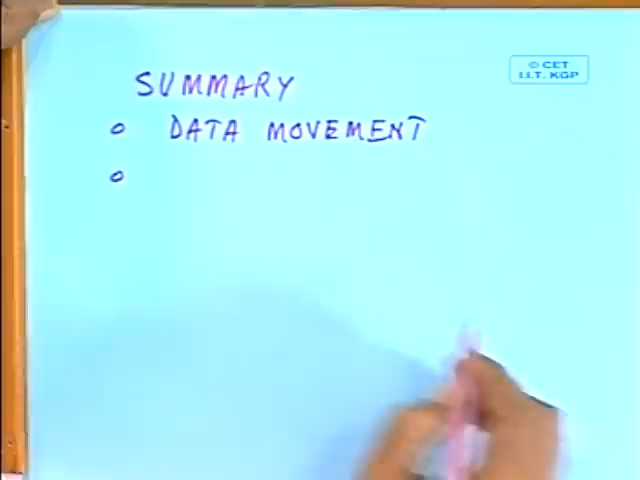 © CET
I.I.T. KGP
SUMMARY
o DATA MOVEMENT
o